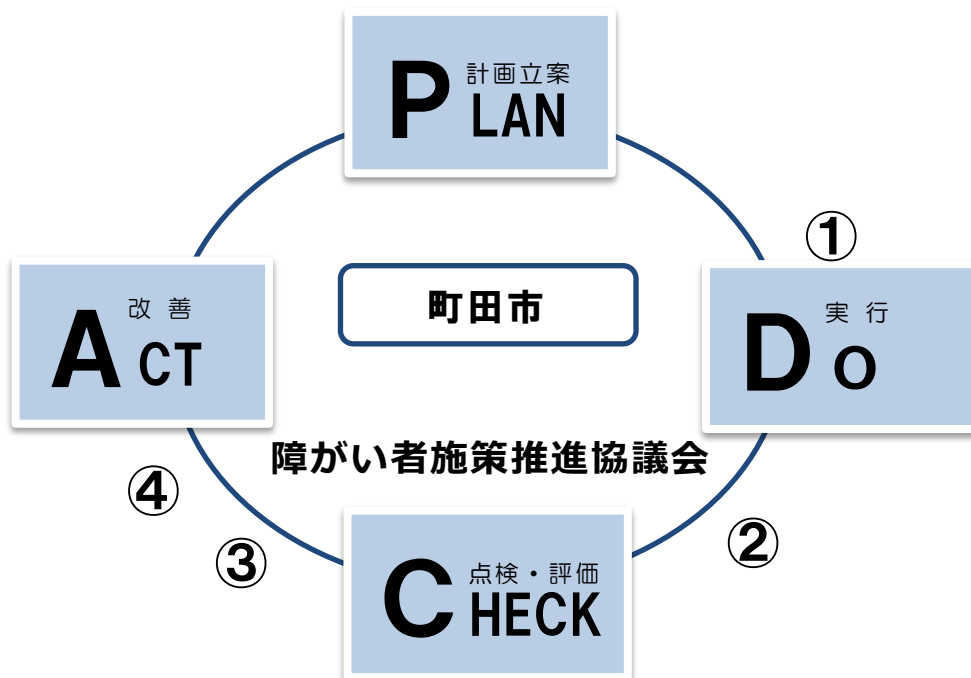 計画立案
PLAN
①
町田市
改 善
ACT
実 行
Do
障がい者施策推進協議会
④
②
③
点検・評価
CHECK